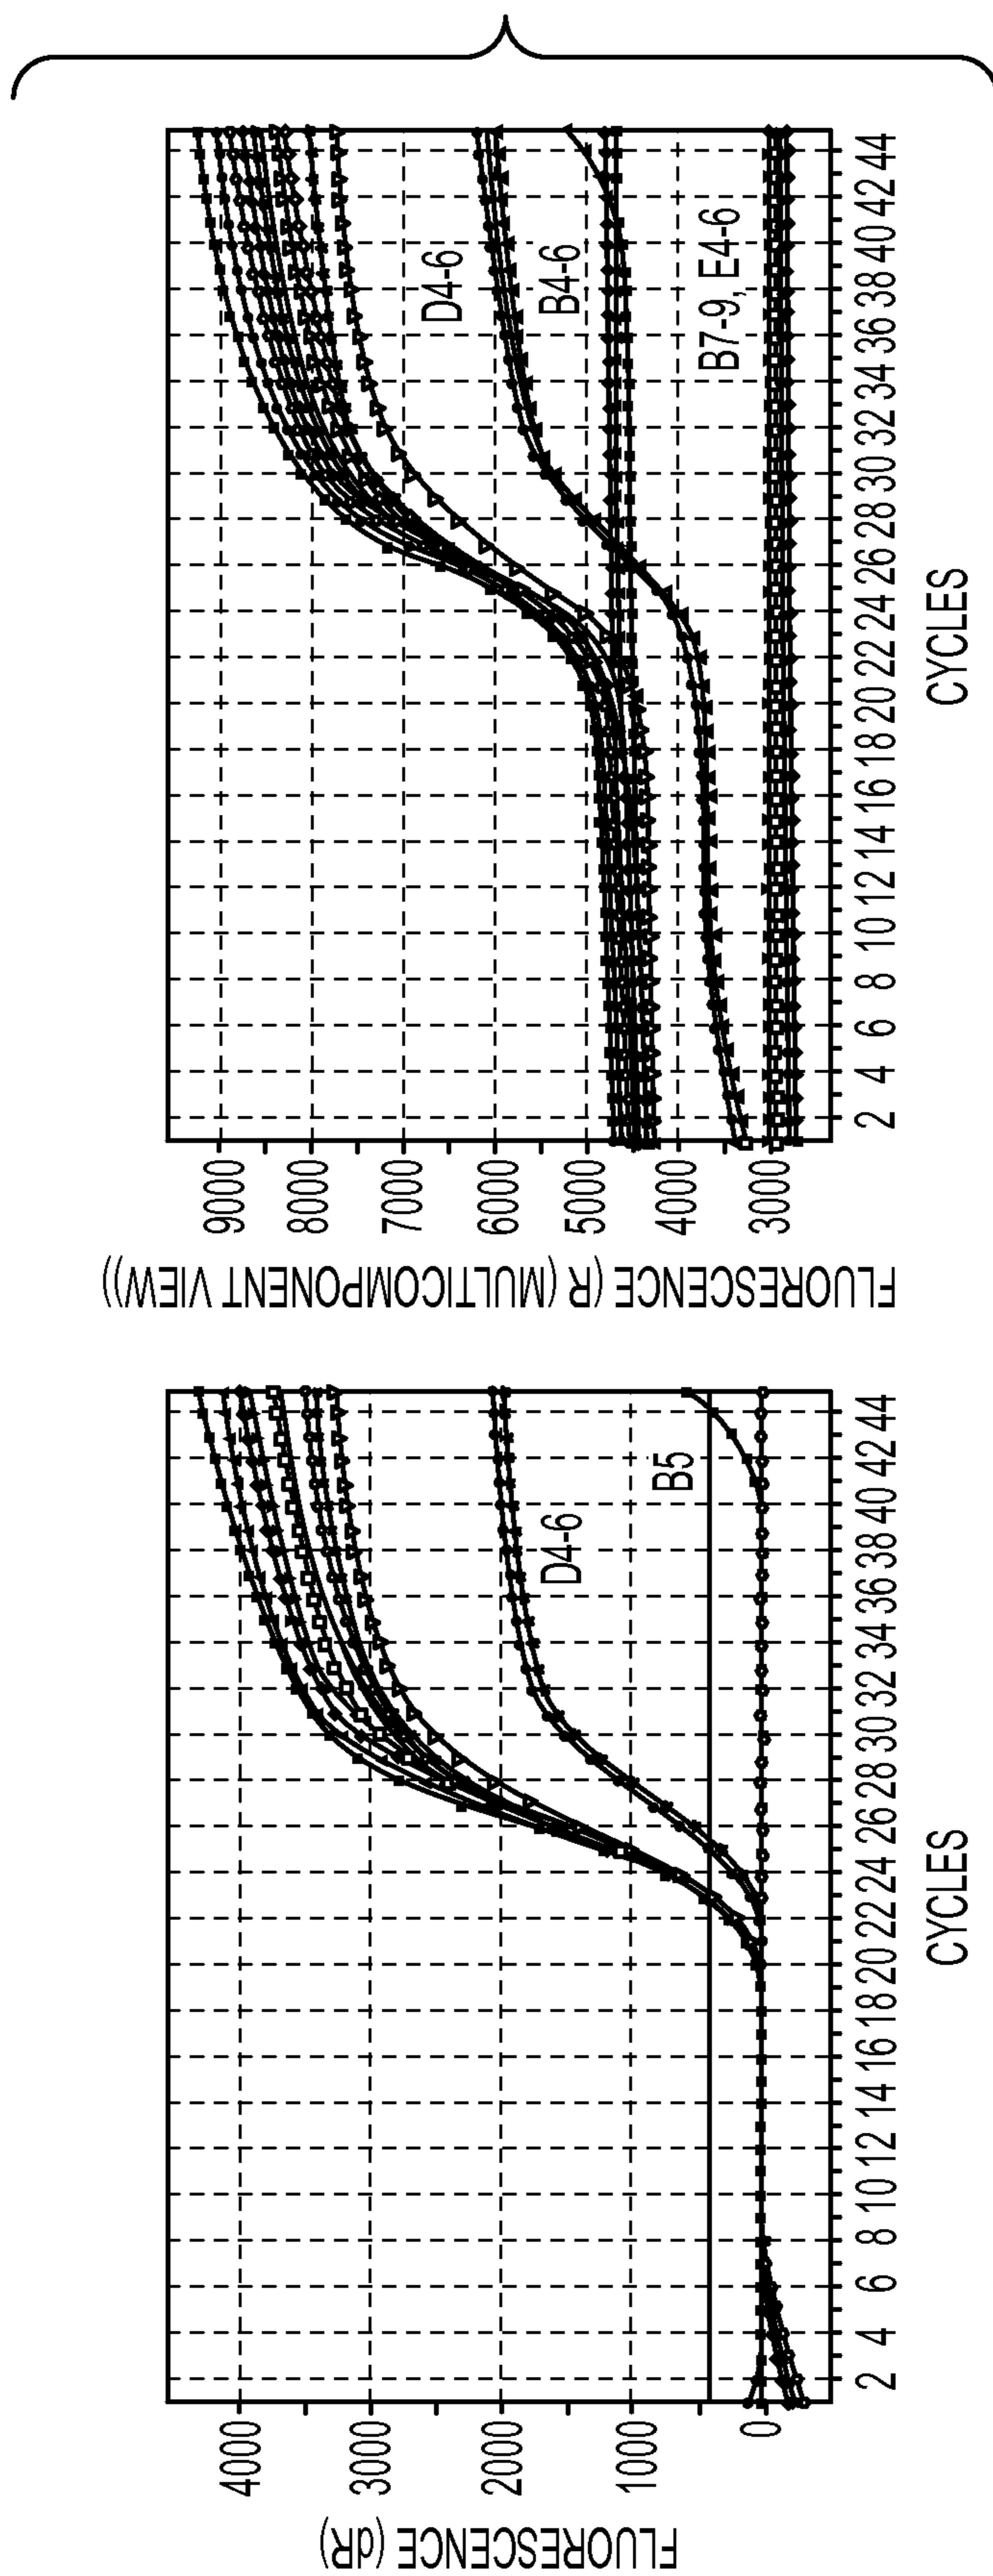 FLUORESCENCE (dR)
4000
3000
2000
1000
0
D4-6
B5
2 4 6 8 10 12 14 16 18 20 22 24 26 28 30 32 34 36 38 40 42 44
CYCLES
FLUORESCENCE (R (MULTICOMPONENT VIEW))
9000
8000
7000
6000
5000
4000
3000
D4-6
B4-6
B7-9, E4-6
2 4 6 8 10 12 14 16 18 20 22 24 26 28 30 32 34 36 38 40 42 44
CYCLES